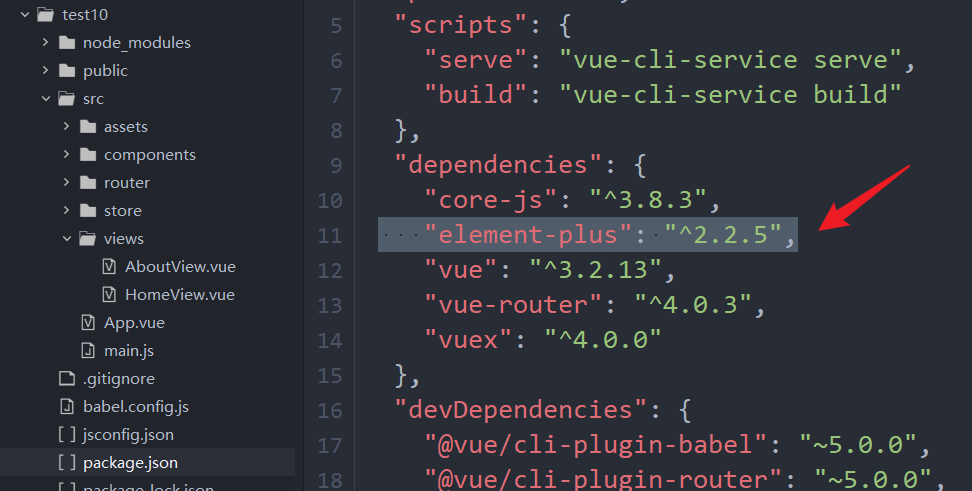 test10
node_modules
public
src
assets
components
router
store
views
AboutView.vue
HomeView.vue
App.vue
main.js
.gitignore
babel.config.js
jsconfig.json
package.json
package-lock.json
5 "scripts": {
6 "serve": "vue-cli-service serve",
7 "build": "vue-cli-service build"
8 },
9 "dependencies": {
10 "core-js": "^3.8.3",
11 "element-plus": "^2.2.5",
12 "vue": "^3.2.13",
13 "vue-router": "^4.0.3",
14 "vuex": "^4.0.0"
15 },
16 "devDependencies": {
17 "@vue/cli-plugin-babel": "~5.0.0",
18 "@vue/cli-plugin-router": "~5.0.0",